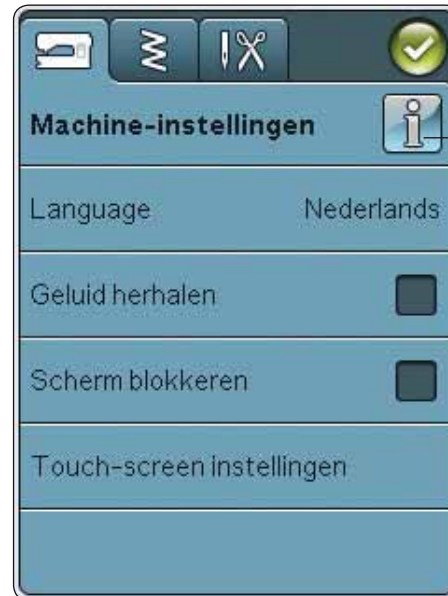 Machine-instellingen
Language Nederlands
Geluid herhalen
Scherm blokkeren
Touch-screen instellingen